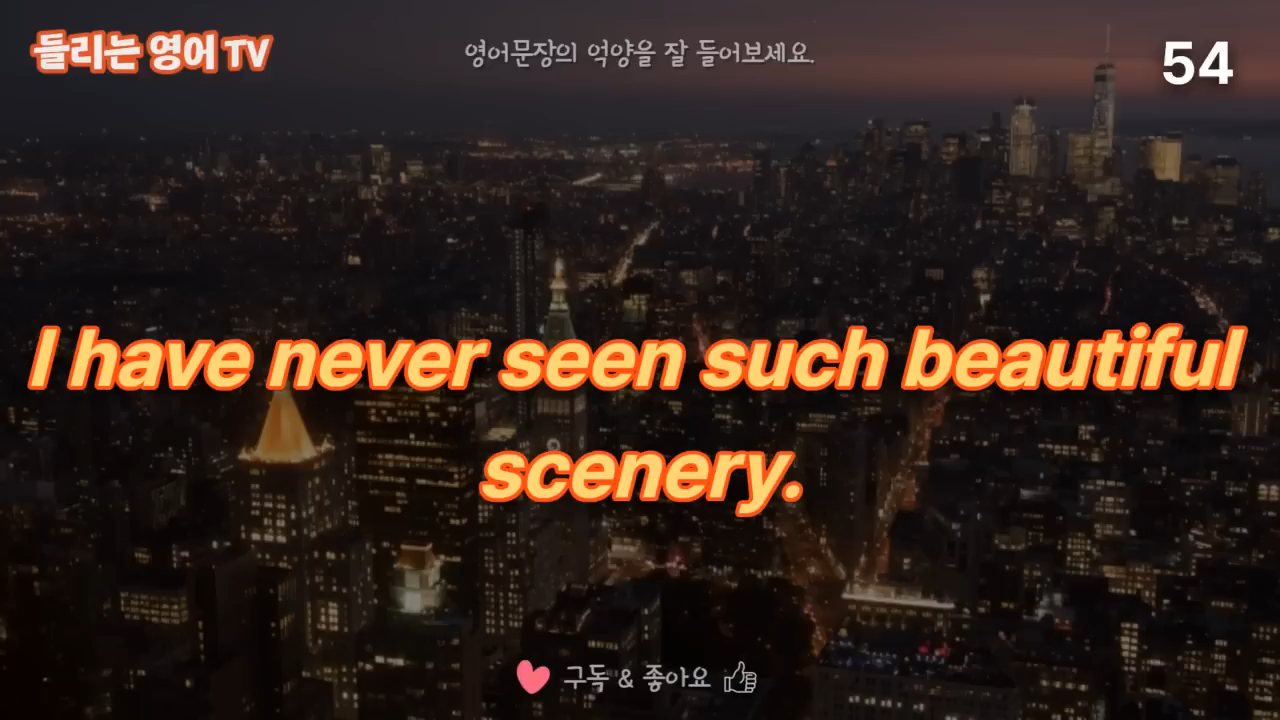 들리는 영어 TV
영어문장의 억양을 잘 들어보세요.
54
I have never seen such beautiful
scenery.
구독 & 좋아요